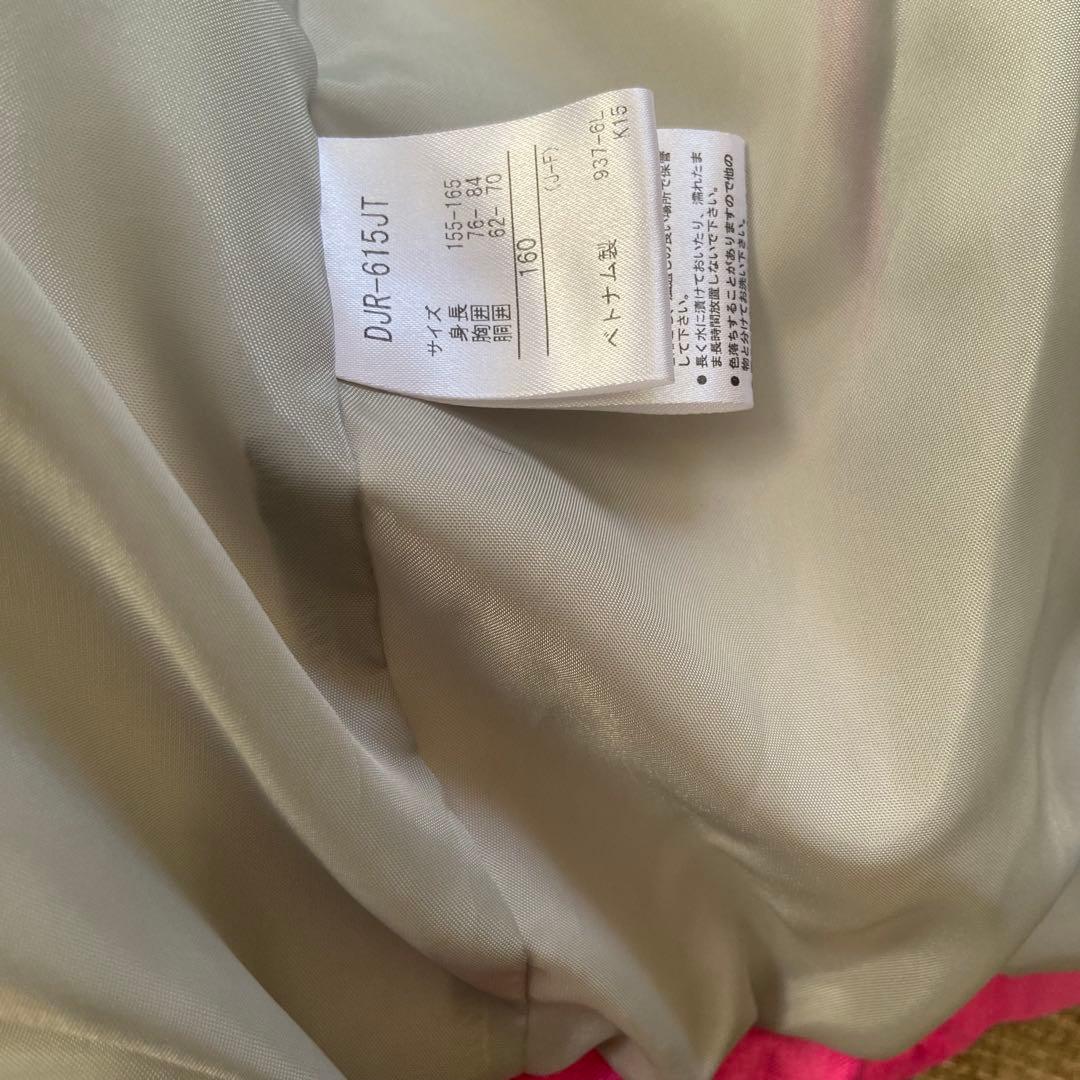 DJR-615JT
サイズ
身長 155-165
胸囲 76- 84
胴囲 62- 70
160
(J-F)
ベトナム製 937-6L-
K15
して下さい。
● 長く水に漬けておいたり、濡れたま
ま長時間放置しないで下さい。
● 色落ちすることがありますので他の
物と分けてお洗い下さい。